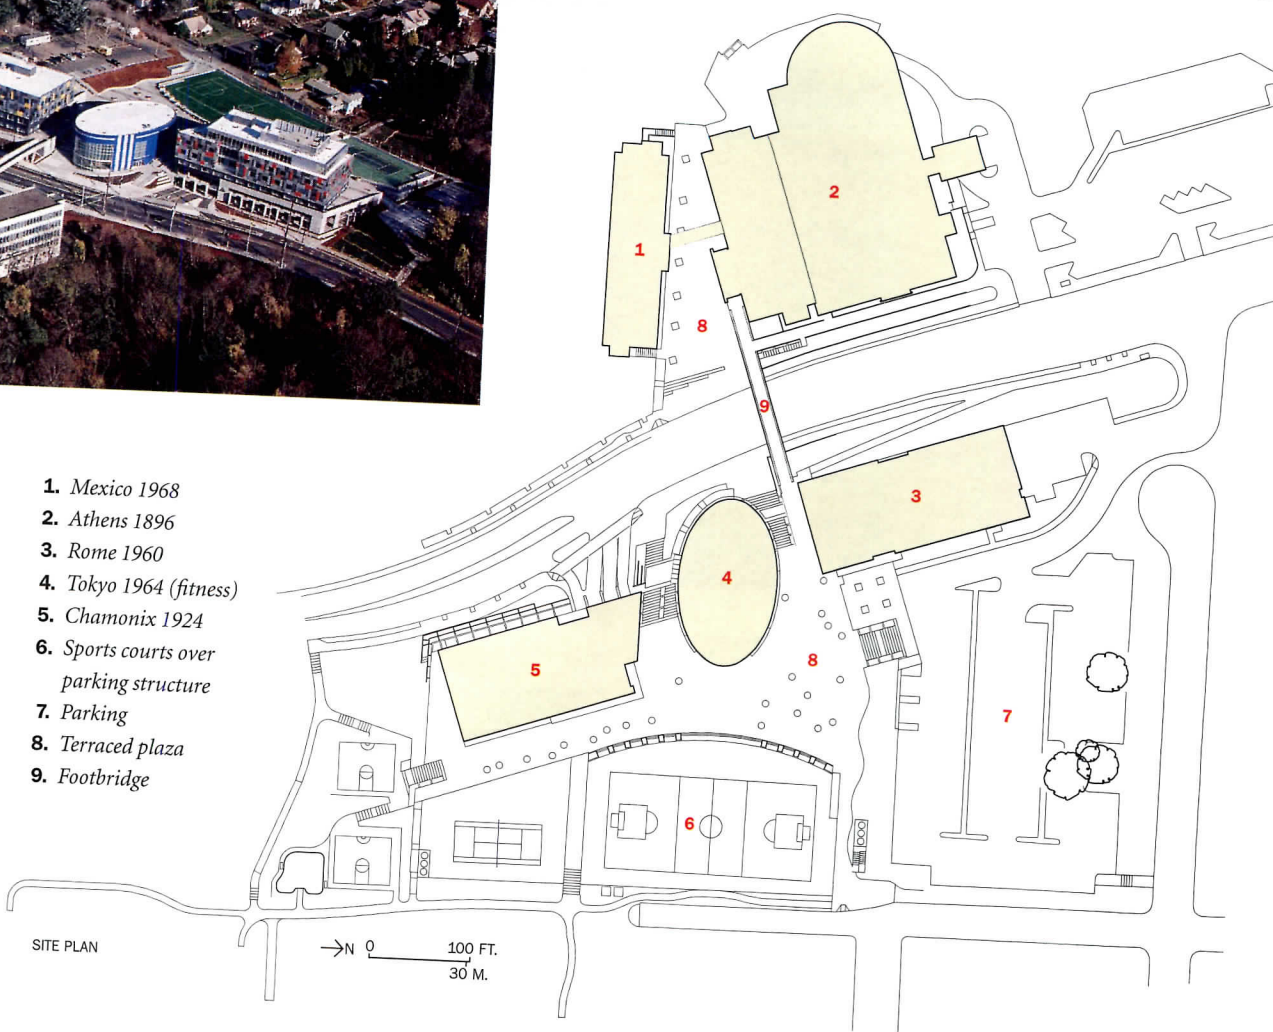 1
2
8
9
3
4
5
8
7
6
1. Mexico 1968
2. Athens 1896
3. Rome 1960
4. Tokyo 1964 (fitness)
5. Chamonix 1924
6. Sports courts over
parking structure
7. Parking
8. Terraced plaza
9. Footbridge
SITE PLAN
N 0 100 FT.
30 M.